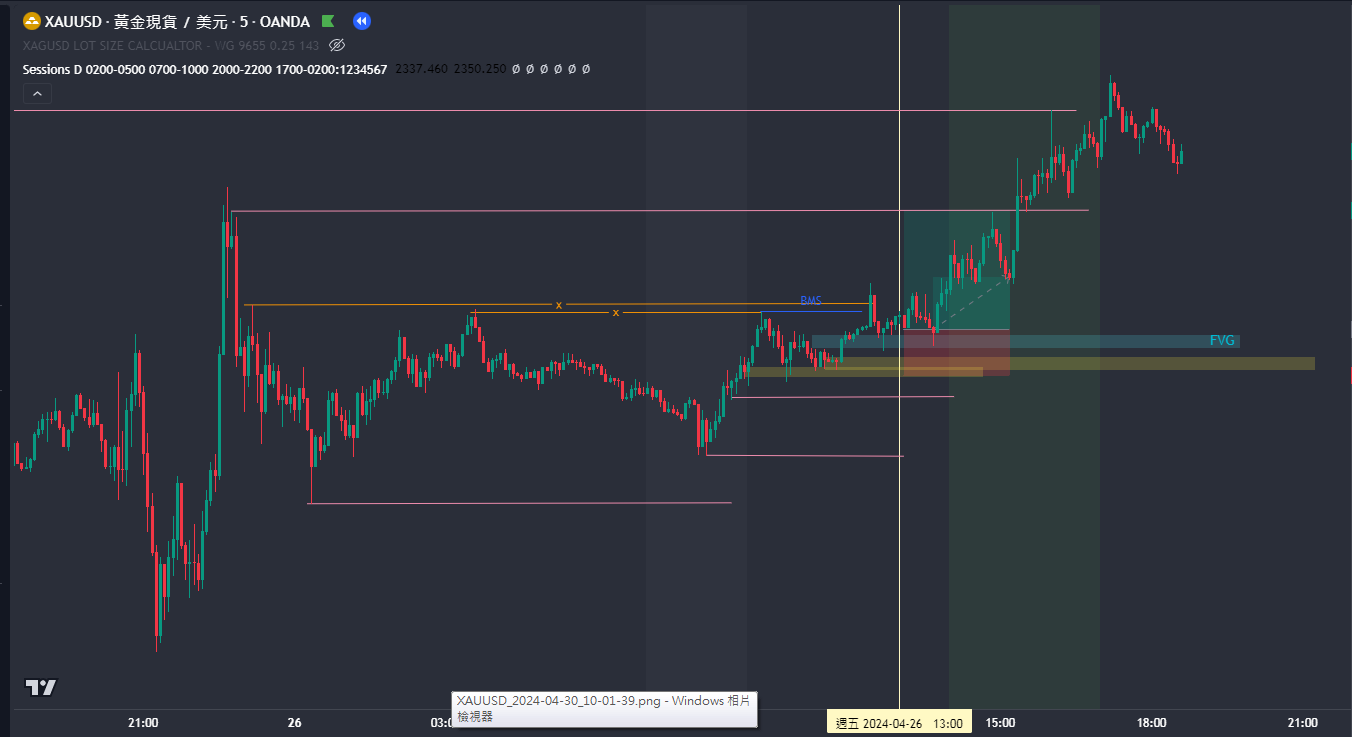 XAUUSD · 黃金現貨 / 美元 · 5 · OANDA
XAGUSD LOT SIZE CALCUALTOR - WG 9655 0.25 143
Sessions D 0200-0500 0700-1000 2000-2200 1700-0200:1234567 2337.460 2350.250 Ø Ø Ø Ø Ø Ø
x
BMS
x
FVG
XAUUSD_2024-04-30_10-01-39.png - Windows 相片
檢視器
21:00 26 03:0 週五 2024-04-26 13:00 15:00 18:00 21:00